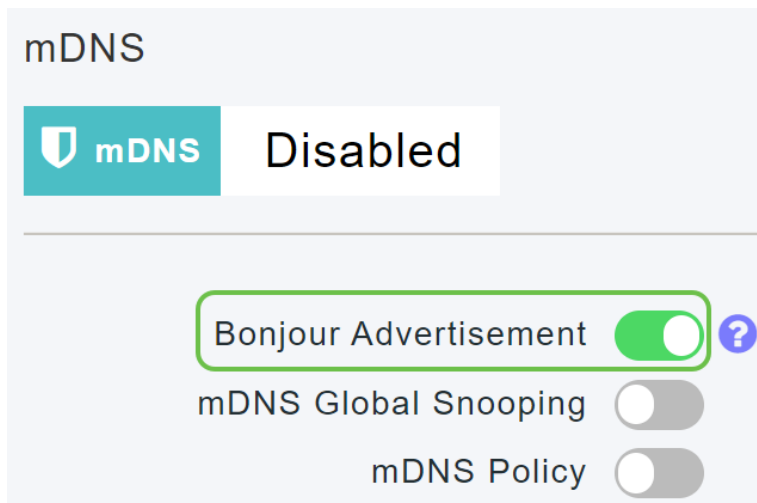 mDNS
mDNS Disabled
Bonjour Advertisement ?
mDNS Global Snooping
mDNS Policy